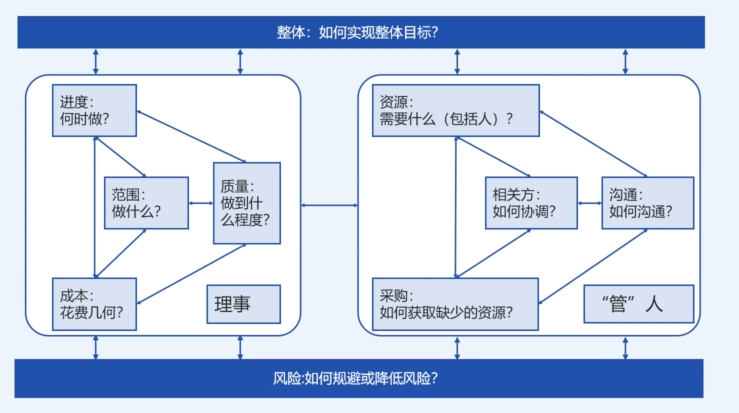 整体：如何实现整体目标？
进度：
何时做？
范围：
做什么？
质量：
做到什
么程度？
成本：
花费几何？
理事
资源：
需要什么（包括人）？
相关方：
如何协调？
沟通：
如何沟通？
采购：
如何获取缺少的资源？
“管”人
风险:如何规避或降低风险？